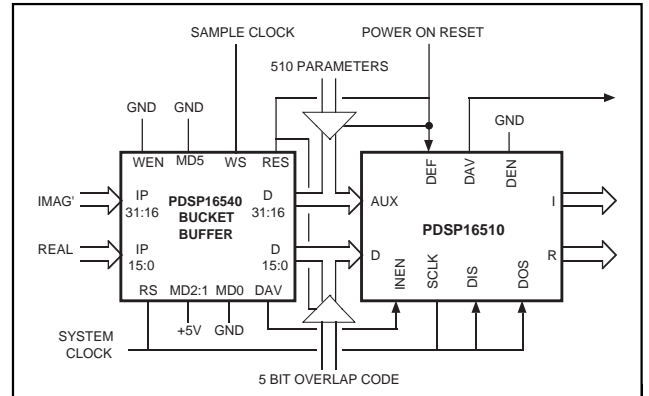 SAMPLE CLOCK
POWER ON RESET
510 PARAMETERS
GND
GND
GND
WEN
MD5
WS
RES
DEF
DAV
DEN
IMAG'
IP
31:16
PDSP16540
BUCKET
BUFFER
D
31:16
AUX
PDSP16510
I
REAL
IP
15:0
D
15:0
D
R
INEN
SCLK
DIS
DOS
RS
MD2:1
MD0
DAV
+5V
GND
SYSTEM
CLOCK
5 BIT OVERLAP CODE